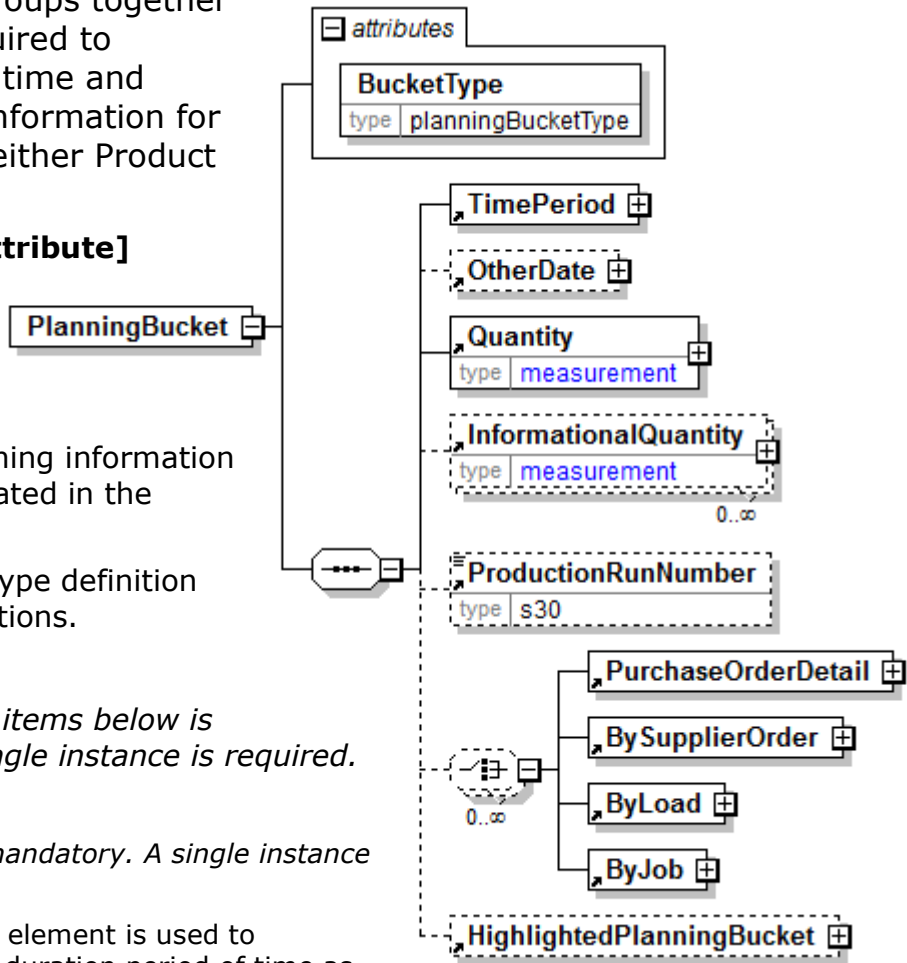 oups together
uired to
time and
nformation for
either Product
ttribute]
ning information
ated in the
ype definition
tions.
items below is
ngle instance is required.
mandatory. A single instance
element is used to
duration period of time as
attributes
BucketType
type planningBucketType
PlanningBucket
TimePeriod
OtherDate
Quantity
type measurement
InformationalQuantity
type measurement
0..∞
ProductionRunNumber
type s30
0..∞
PurchaseOrderDetail
BySupplierOrder
ByLoad
ByJob
HighlightedPlanningBucket